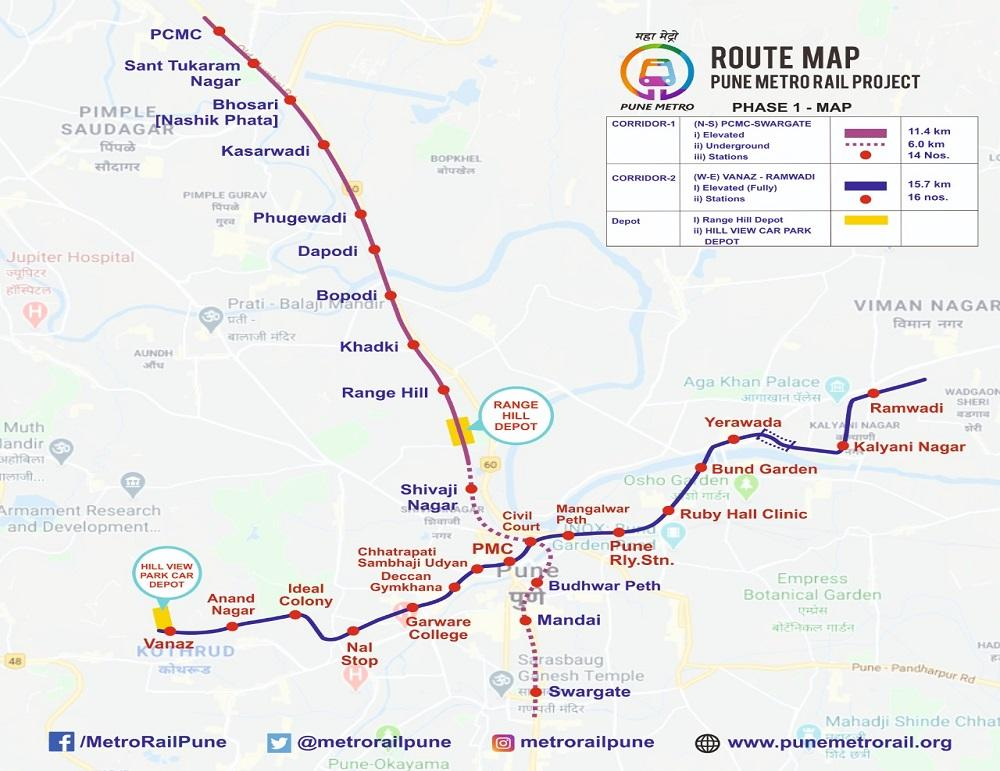 महा मेट्रो
PUNE METRO
ROUTE MAP
PUNE METRO RAIL PROJECT
PHASE 1 - MAP
CORRIDOR-1
(N-S) PCMC-SWARGATE
i) Elevated
ii) Underground
iii) Stations
11.4 km
6.0 km
14 Nos.
CORRIDOR-2
(W-E) VANAZ - RAMWADI
I) Elevated (Fully)
ii) Stations
15.7 km
16 nos.
Depot
I) Range Hill Depot
ii) HILL VIEW CAR PARK
DEPOT
PCMC
Sant Tukaram
Nagar
Bhosari
[Nashik Phata]
PIMPLE
SAUDAGAR
पिंपळे
सौदागर
Kasarwadi
BOPKHEL
बोपखेल
PIMPLE GURAV
पिंपळे
गुरव
Phugewadi
Dapodi
Jupiter Hospital
ज्यूपिटर
हॉस्पिटल
Bopodi
Prati - Balaji Mandir
प्रती -
बालाजी मंदिर
VIMAN NAGAR
विमान नगर
Khadki
AUNDH
औंध
Range Hill
RANGE
HILL
DEPOT
Aga Khan Palace
आगाखान पॅलेस
WADGAON
SHERI
वडगाव
शेरी
Ramwadi
Yerawada
KALYANI NAGAR
Kalyani Nagar
Muth
Mandir
60
Bund Garden
Osho Garden
Shivaji
Nagar
शिवाजी
नगर
Armament Research
and Development...
Ruby Hall Clinic
Civil
Court
Mangalwar
Peth
Pune
Rly.Stn.
PMC
Chhatrapati
Sambhaji Udyan
Deccan
Gymkhana
Pune
पुणे
Budhwar Peth
Empress
Botanical Garden
एम्प्रेस
बोटॅनिकल गार्डन
HILL VIEW
PARK CAR
DEPOT
Anand
Nagar
Ideal
Colony
Garware
College
Mandai
Vanaz
KOTHRUD
कोथरूड
Nal
Stop
48
Sarasbaug
Ganesh Temple
गणपती मंदिर
Swargate
Pune - Pandharpur Rd
/MetroRailPune
@metrorailpune
metrorailpune
www.punemetrorail.org
Mahadji Shinde Chhat
शिंदे छत्री
Pune-Okayama